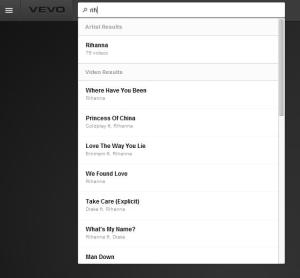 VEVO
rih
Artist Results
Rihanna
75 videos
Video Results
Where Have You Been
Rihanna
Princess Of China
Coldplay ft. Rihanna
Love The Way You Lie
Eminem ft. Rihanna
We Found Love
Rihanna
Take Care (Explicit)
Drake ft. Rihanna
What's My Name?
Rihanna ft. Drake
Man Down